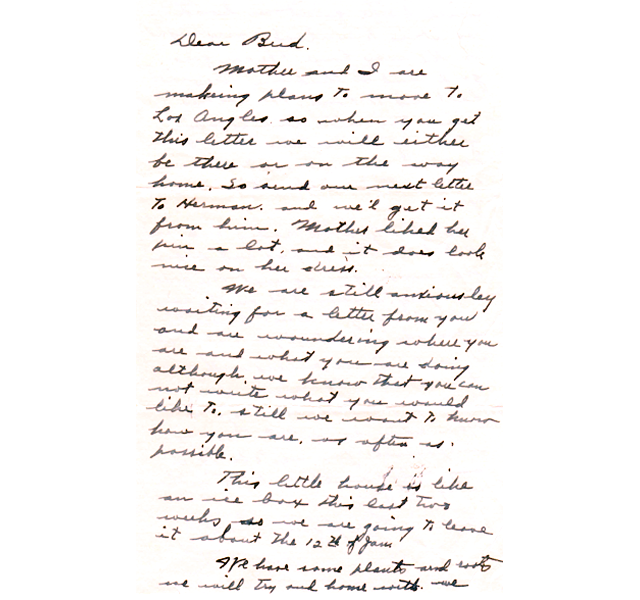 Dear Bud.
Mother and I are
makeing plans to move to
Los Angles. so when you get
this letter we will either
be there or on the way
home. So send our next letter
to Herman. and we'l get it
from him. Mother liked her
pin a lot, and it does look
nice on her dress.
We are still anxiousley
waiting for a letter from you
and are woundering where you
are and what you are doing
although, we know that you can
not write what you would
like to, still we want to know
how you are, as often as
possible.
This little house is like
an ice box this last two
weeks, so we are going to leave
it about the 12th of Jan
We have some plants and roots
we will try and home with. we